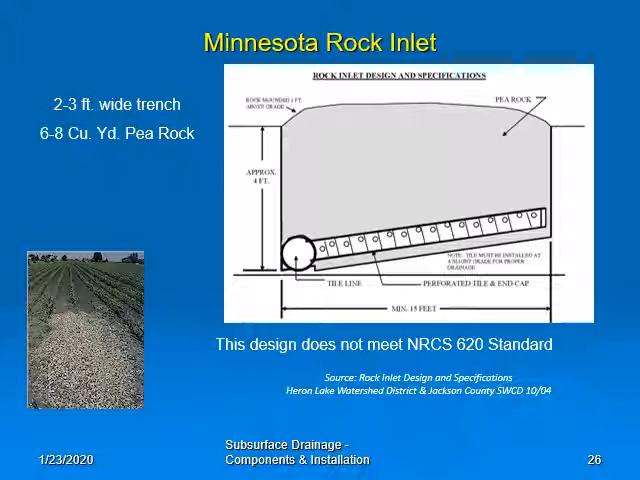 Minnesota Rock Inlet
2-3 ft. wide trench
6-8 Cu. Yd. Pea Rock
ROCK INLET DESIGN AND SPECIFICATIONS
ROCK MOUNDED 1 FT.
ABOVE GRADE
PEA ROCK
APPROX.
4 FT.
NOTE: TILE MUST BE INSTALLED AT
A SLIGHT GRADE FOR PROPER
DRAINAGE
TILE LINE
PERFORATED TILE & END CAP
MIN. 15 FEET
This design does not meet NRCS 620 Standard
Source: Rock Inlet Design and Specifications
Heron Lake Watershed District & Jackson County SWCD 10/04
1/23/2020
Subsurface Drainage -
Components & Installation
26